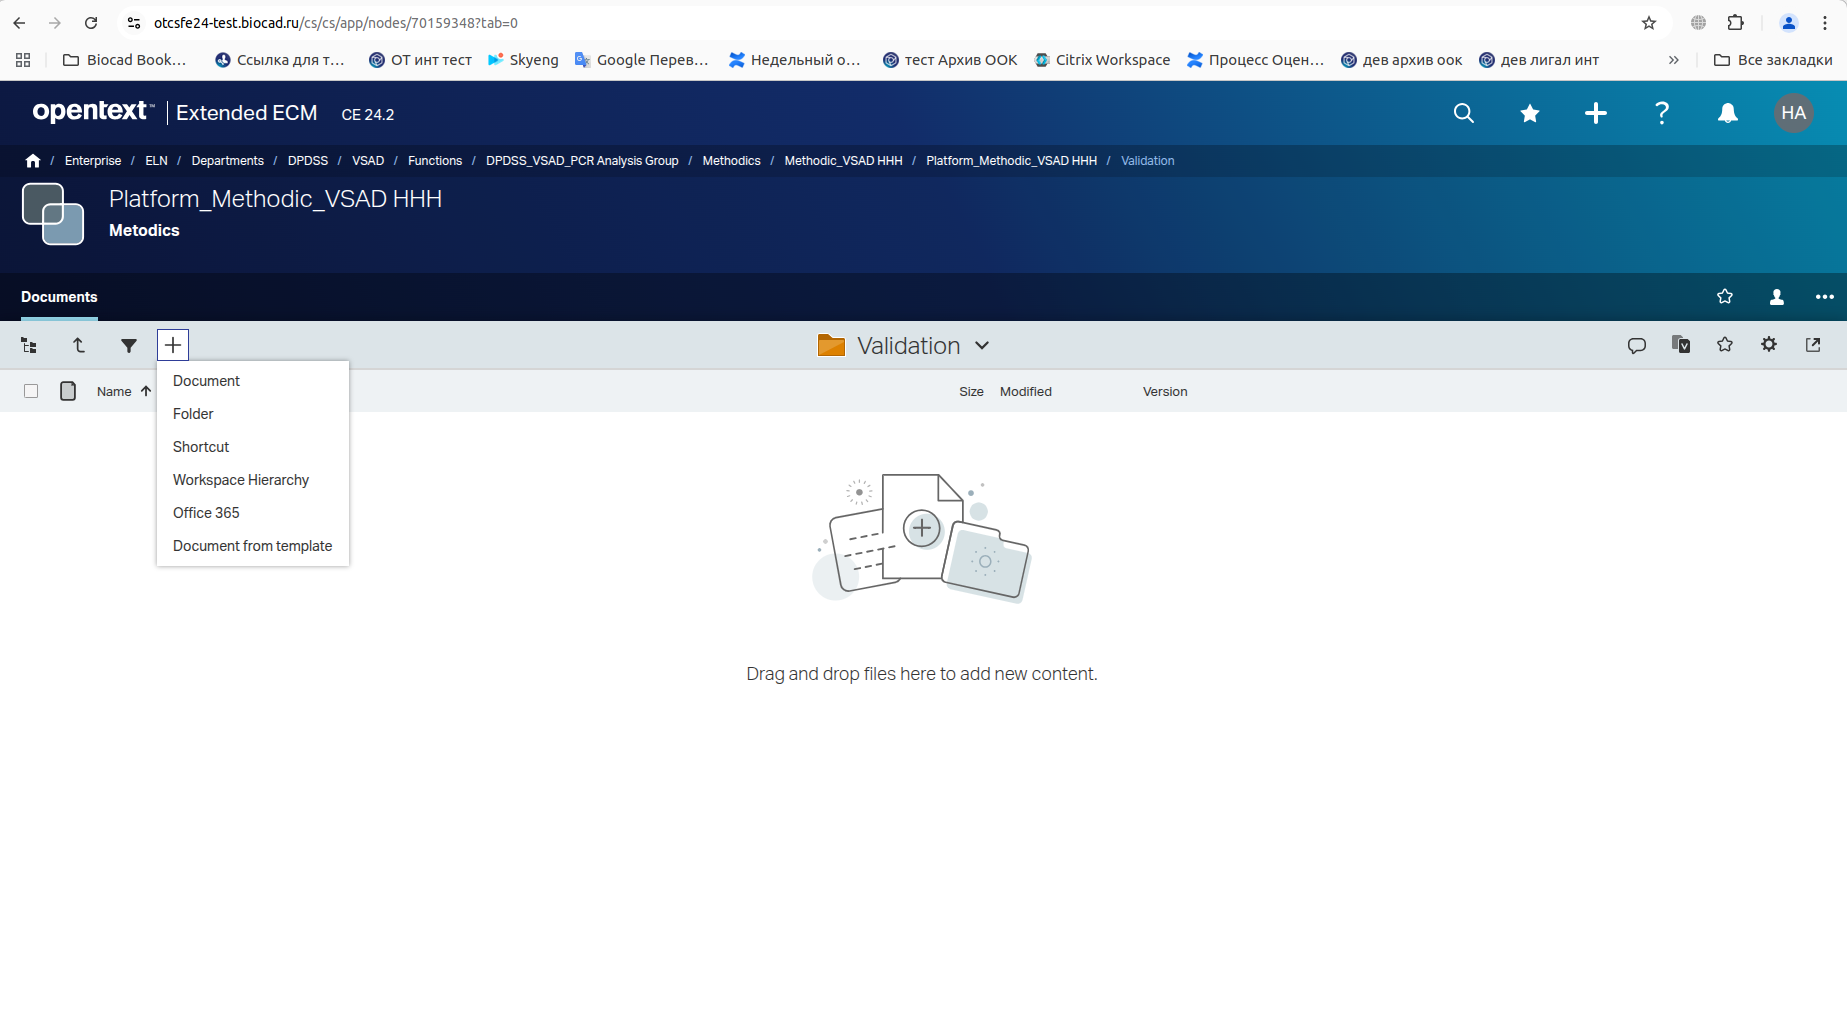 otcsfe24-test.biocad.ru/cs/cs/app/nodes/70159348?tab=0
Biocad Book... Ссылка для т... ОТ инт тест Skyeng Google Перев... Недельный о... тест Архив ООК Citrix Workspace Процесс Оцен... дев архив оок дев лигал инт » Все закладки
opentext™ | Extended ECM CE 24.2
HA
/ Enterprise / ELN / Departments / DPDSS / VSAD / Functions / DPDSS_VSAD_PCR Analysis Group / Methodics / Methodic_VSAD HHH / Platform_Methodic_VSAD HHH / Validation
Platform_Methodic_VSAD HHH
Metodics
Documents
Validation
Name Size Modified Version
Document
Folder
Shortcut
Workspace Hierarchy
Office 365
Document from template
Drag and drop files here to add new content.